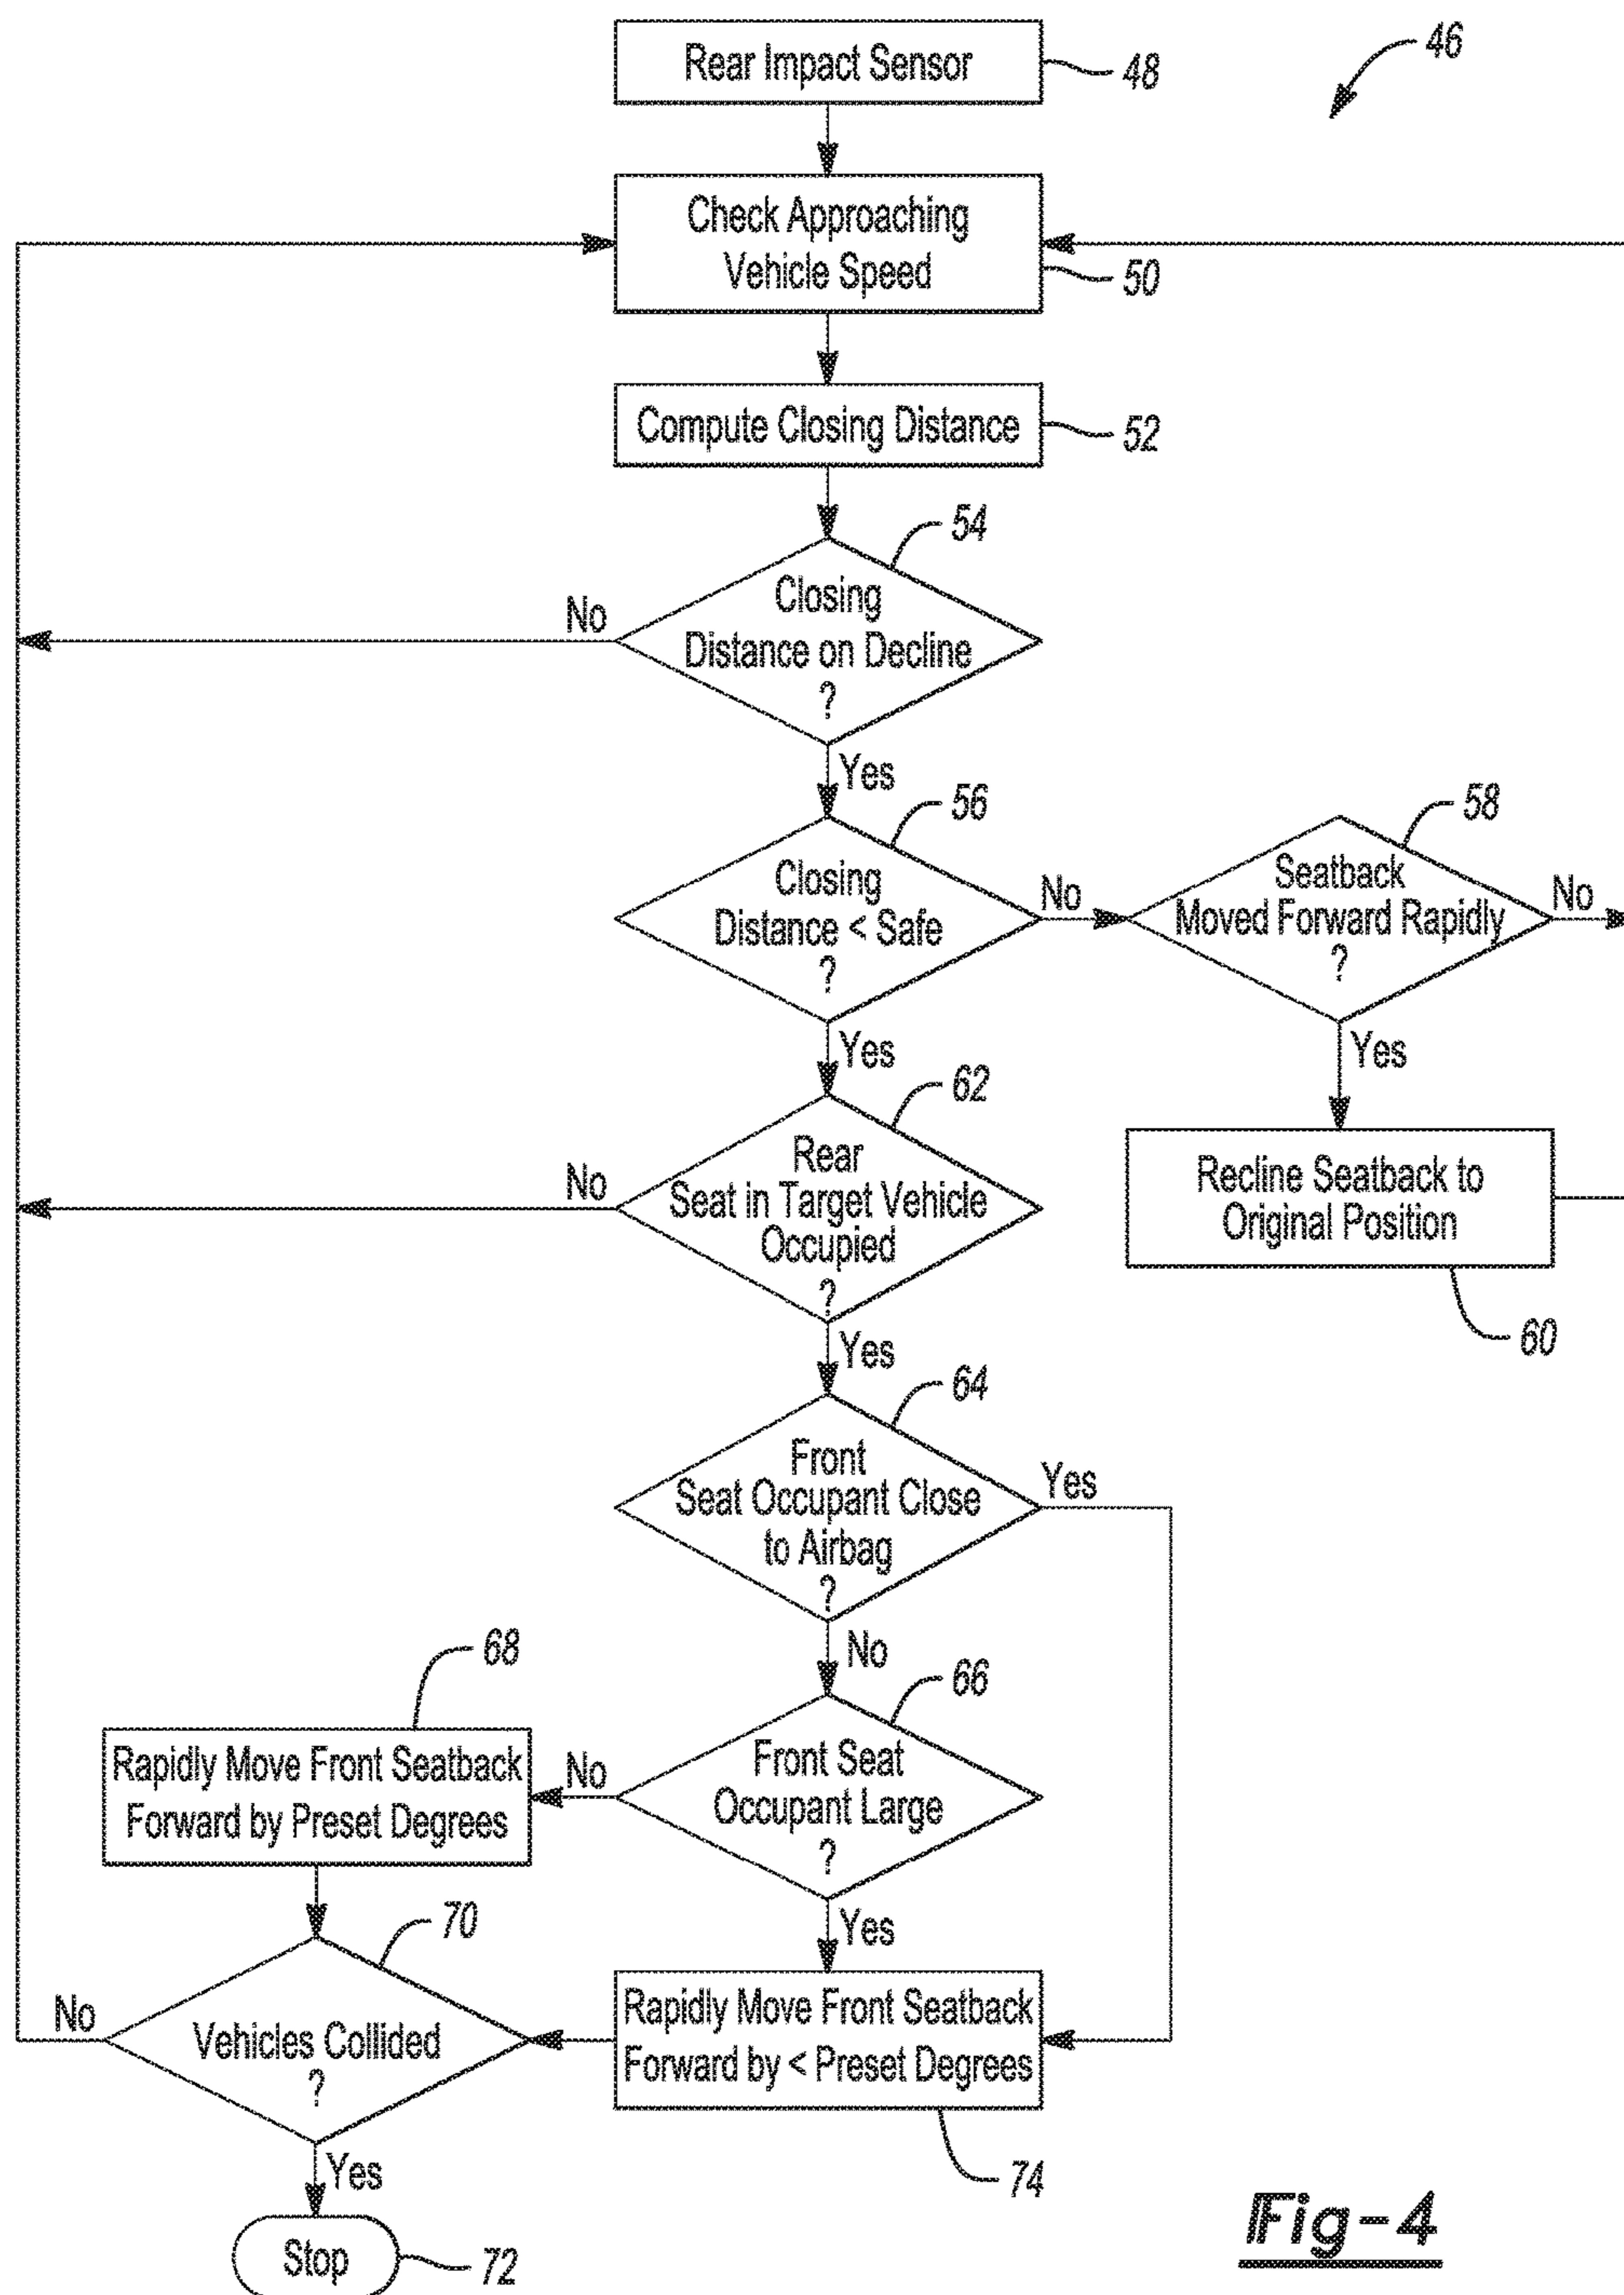 Rear Impact Sensor
48
46
Check Approaching
Vehicle Speed
50
Compute Closing Distance
52
54
Closing
Distance on Decline
?
No
Yes
56
Closing
Distance < Safe
?
No
58
Seatback
Moved Forward Rapidly
?
No
Yes
Yes
62
Rear
Seat in Target Vehicle
Occupied
?
No
Recline Seatback to
Original Position
60
Yes
64
Front
Seat Occupant Close
to Airbag
?
Yes
No
66
Front Seat
Occupant Large
?
No
68
Rapidly Move Front Seatback
Forward by Preset Degrees
Yes
70
Vehicles Collided
?
No
Rapidly Move Front Seatback
Forward by < Preset Degrees
74
Yes
Stop
72
Fig-4